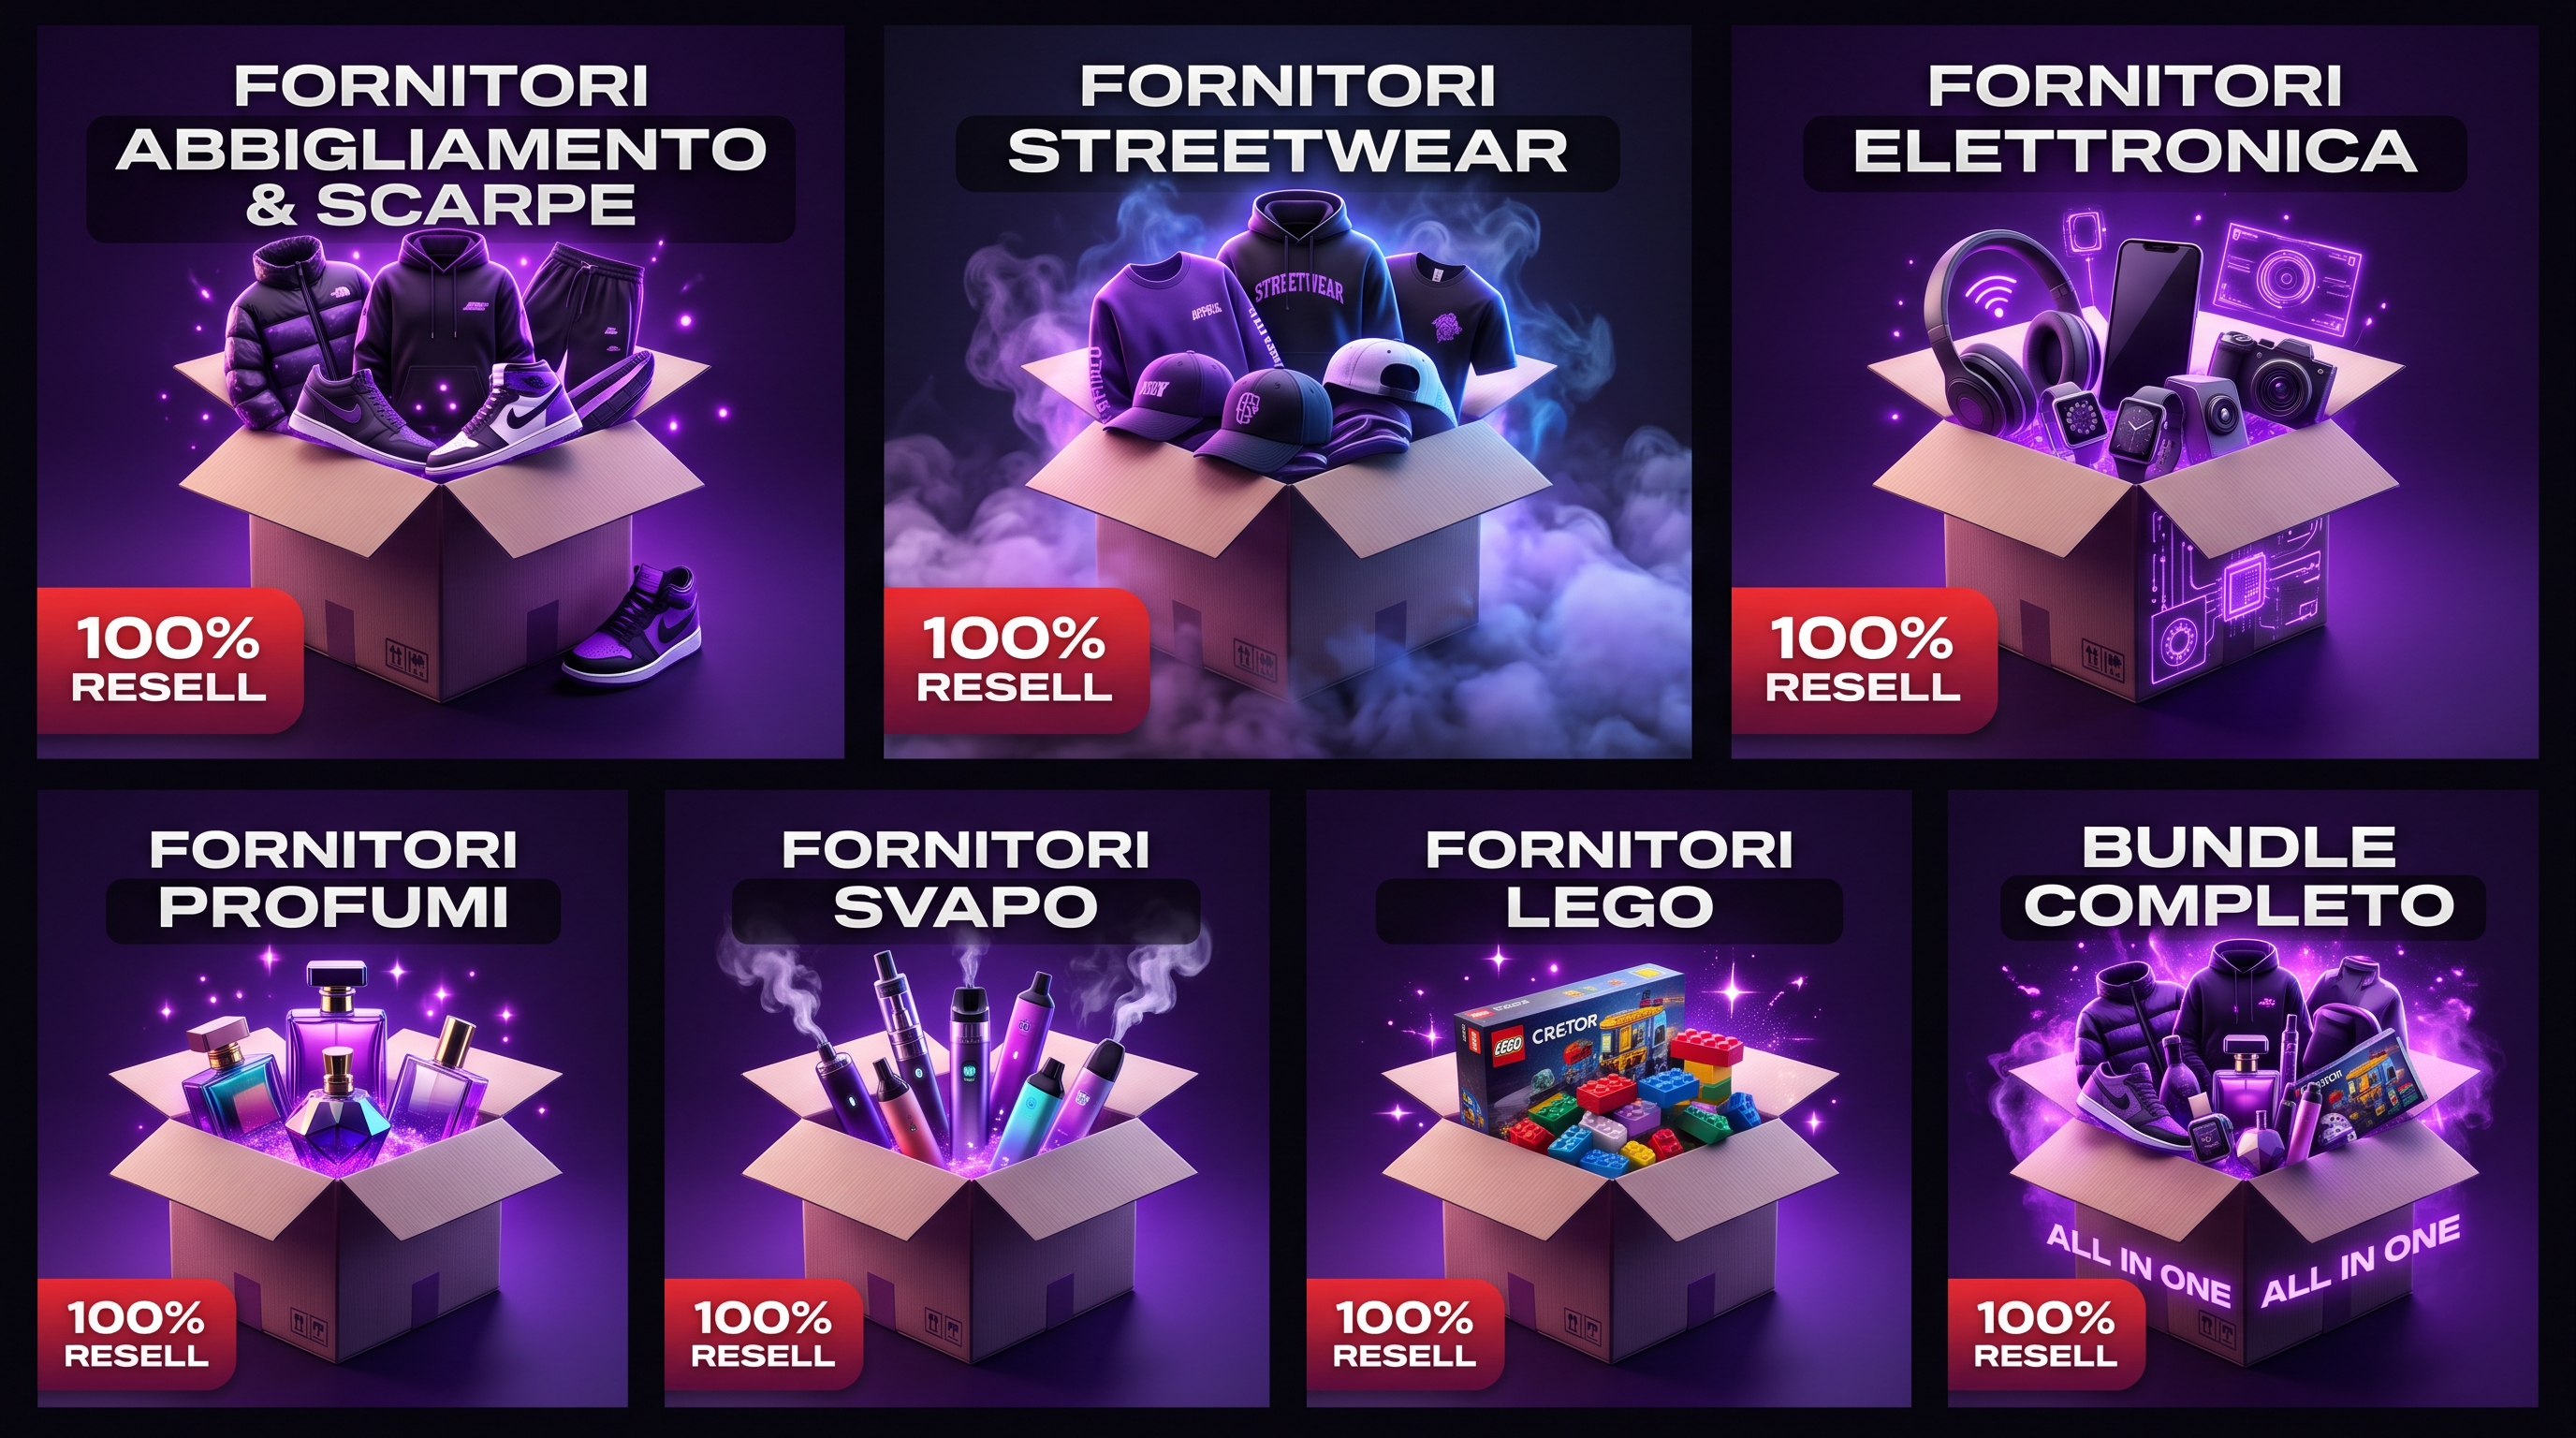 FORNITORI
ABBIGLIAMENTO
& SCARPE
100%
RESELL
FORNITORI
STREETWEAR
STREETWEAR
100%
RESELL
FORNITORI
ELETTRONICA
100%
RESELL
FORNITORI
PROFUMI
100%
RESELL
FORNITORI
SVAPO
100%
RESELL
FORNITORI
LEGO
LEGO
CRETOR
100%
RESELL
BUNDLE
COMPLETO
ALL IN ONE
ALL IN ONE
100%
RESELL